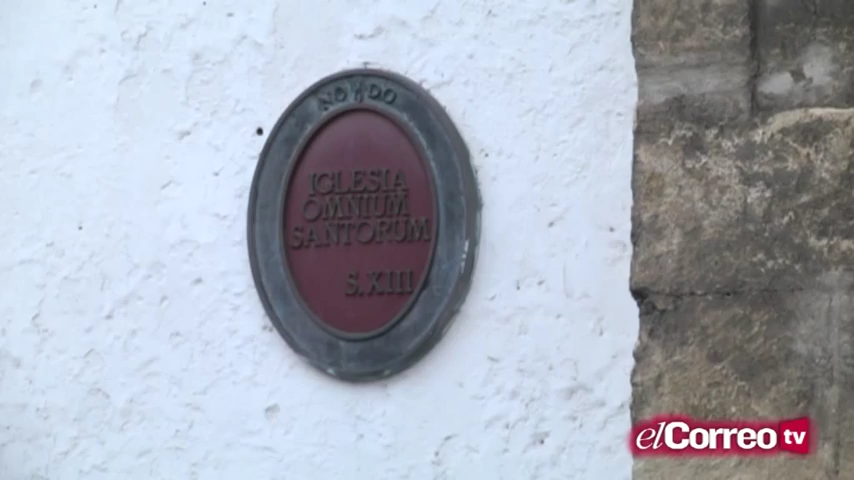 NO8DO
IGLESIA
OMNIUM
SANTORUM
S.XIII
elCorreo tv